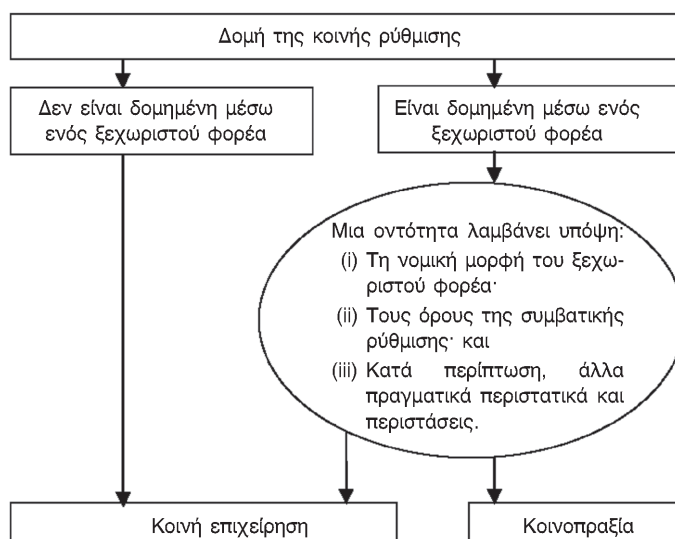 Δομή της κοινής ρύθμισης
Δεν είναι δομημένη μέσω
ενός ξεχωριστού φορέα
Είναι δομημένη μέσω ενός
ξεχωριστού φορέα
Μια οντότητα λαμβάνει υπόψη:
(i) Τη νομική μορφή του ξεχω-
ριστού φορέα·
(ii) Τους όρους της συμβατικής
ρύθμισης· και
(iii) Κατά περίπτωση, άλλα
πραγματικά περιστατικά και
περιστάσεις.
Κοινή επιχείρηση
Κοινοπραξία